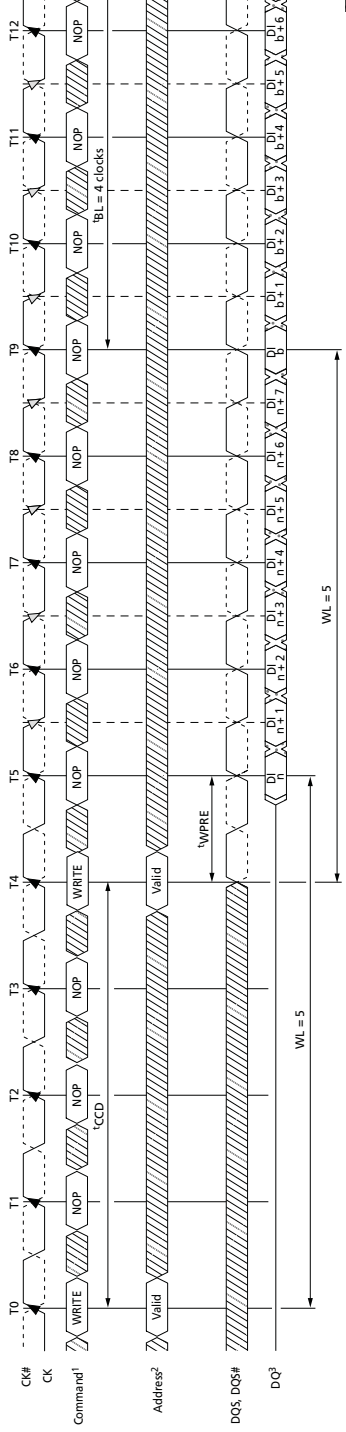 T0 T1 T2 T3 T4 T5 T6 T7 T8 T9 T10 T11 T12
CK#
CK
Command1 WRITE NOP NOP NOP WRITE NOP NOP NOP NOP NOP NOP NOP NOP
tCCD tBL = 4 clocks
Address2 Valid Valid
tWPRE
DQS, DQS#
DQ3 DI n DI n + 1 DI n + 2 DI n + 3 DI n + 4 DI n + 5 DI n + 6 DI n + 7 DI b DI b + 1 DI b + 2 DI b + 3 DI b + 4 DI b + 5 DI b + 6
WL = 5
WL = 5